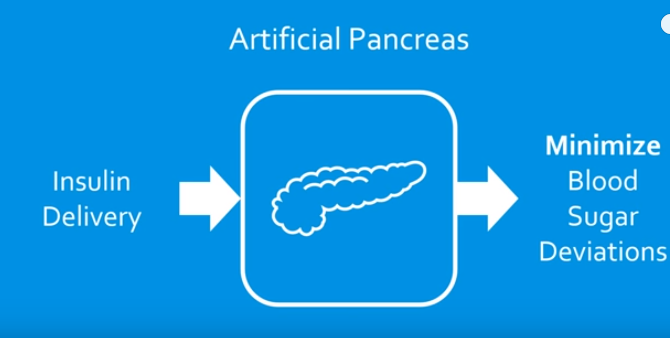 Artificial Pancreas
Insulin
Delivery
Minimize
Blood
Sugar
Deviations